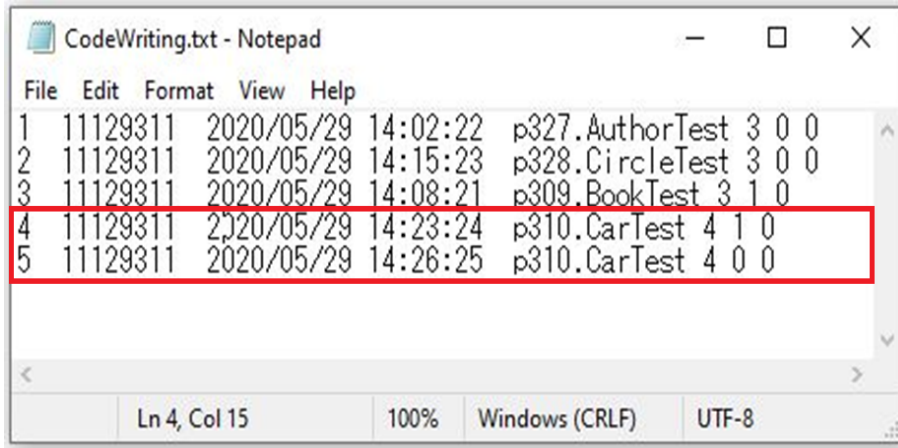 CodeWriting.txt - Notepad
File Edit Format View Help
1 11129311 2020/05/29 14:02:22 p327.AuthorTest 3 0 0
2 11129311 2020/05/29 14:15:23 p328.CircleTest 3 0 0
3 11129311 2020/05/29 14:08:21 p309.BookTest 3 1 0
4 11129311 2020/05/29 14:23:24 p310.CarTest 4 1 0
5 11129311 2020/05/29 14:26:25 p310.CarTest 4 0 0
Ln 4, Col 15 100% Windows (CRLF) UTF-8